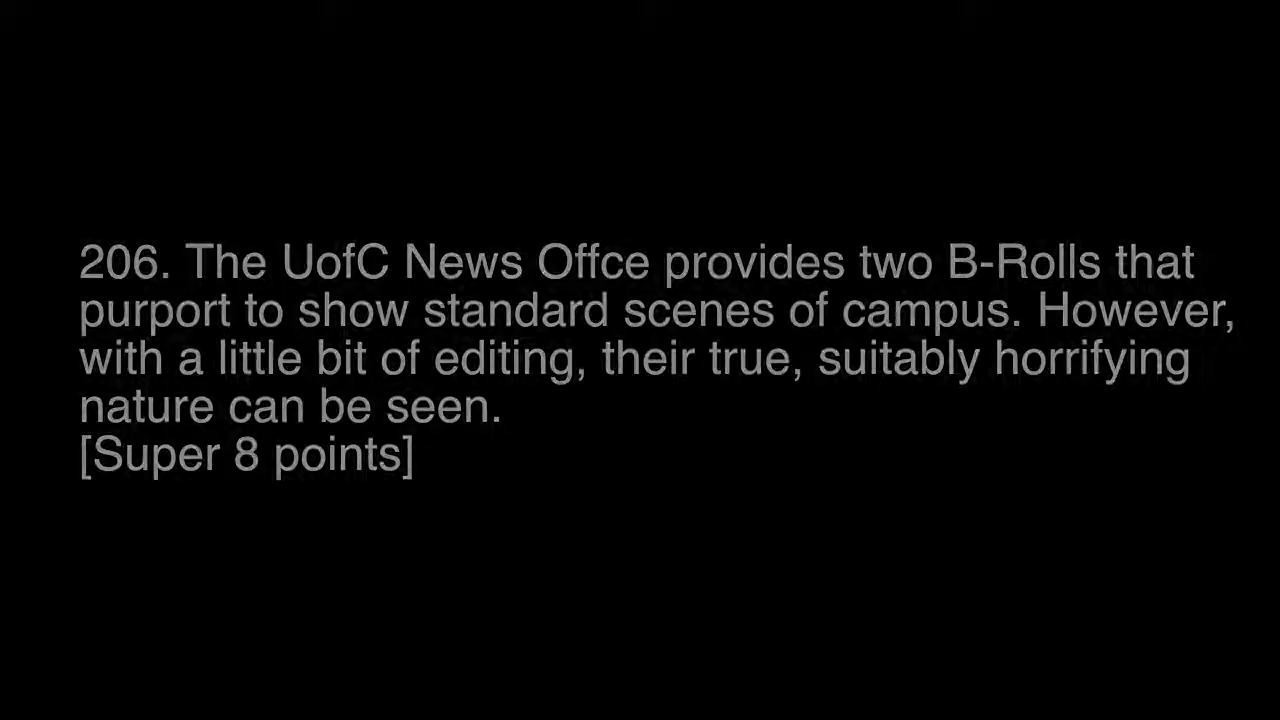 206. The UofC News Offce provides two B-Rolls that
purport to show standard scenes of campus. However,
with a little bit of editing, their true, suitably horrifying
nature can be seen.
[Super 8 points]